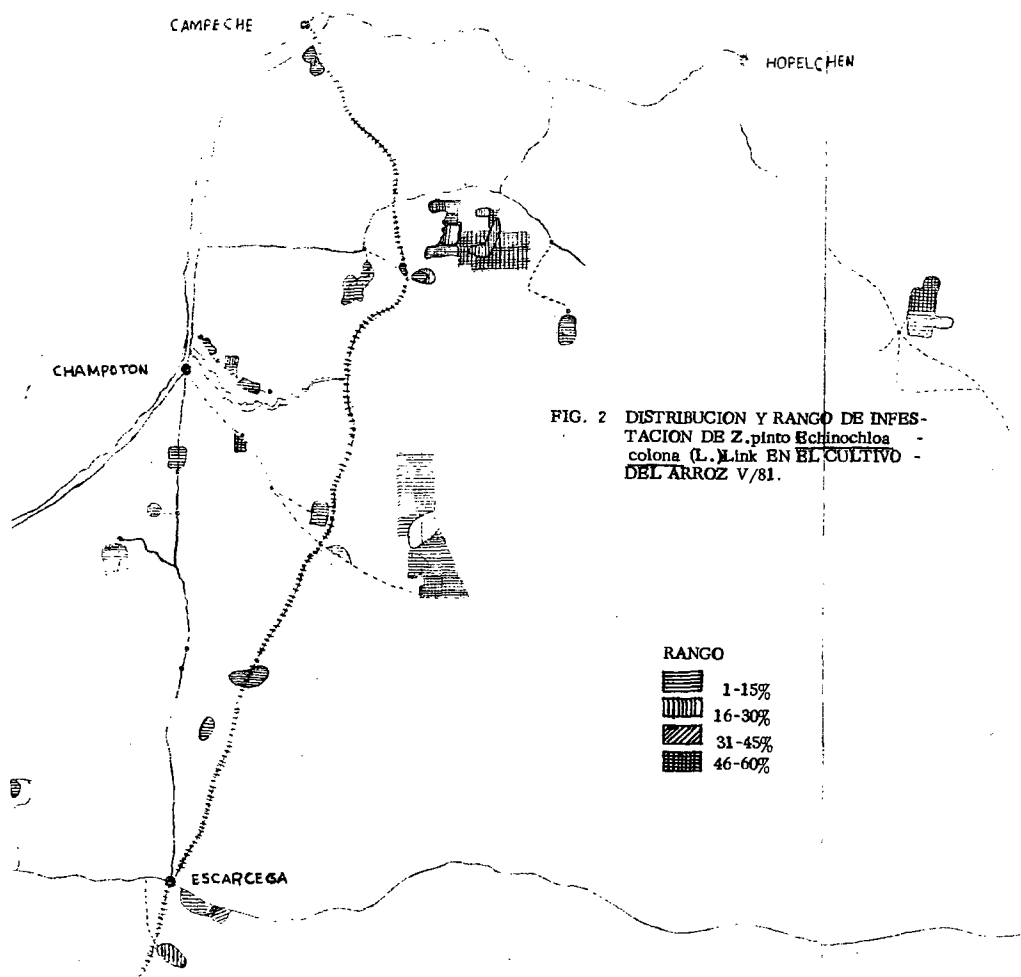 CAMPECHE
HOPELCHEN
CHAMPOTON
FIG. 2 DISTRIBUCION Y RANGO DE INFES-
TACION DE Z.pinto Echinochloa -
colona (L.) Link EN EL CULTIVO -
DEL ARROZ V/81.
RANGO
1-15%
16-30%
31-45%
46-60%
ESCARCEGA